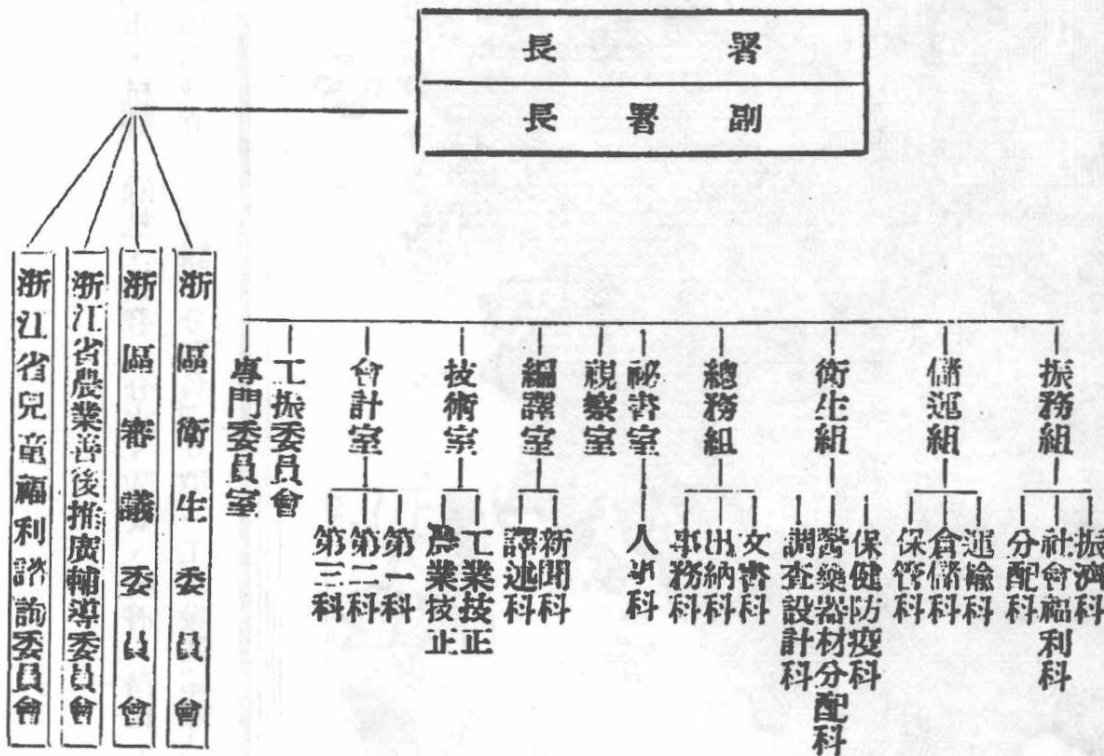 署長
副署長
振務組
振濟科
社會福利科
分配科
儲運組
運輸科
倉儲科
保管科
衛生組
保健防疫科
醫藥器材分配科
調查設計科
總務組
文書科
出納科
事務科
祕書室
人事科
視察室
編譯室
新聞科
譯述科
技術室
工業技正
農業技正
會計室
第一科
第二科
第三科
工振委員會
專門委員室
浙區衛生委員會
浙區審議委員會
浙江省農業善後推廣輔導委員會
浙江省兒童福利諮詢委員會